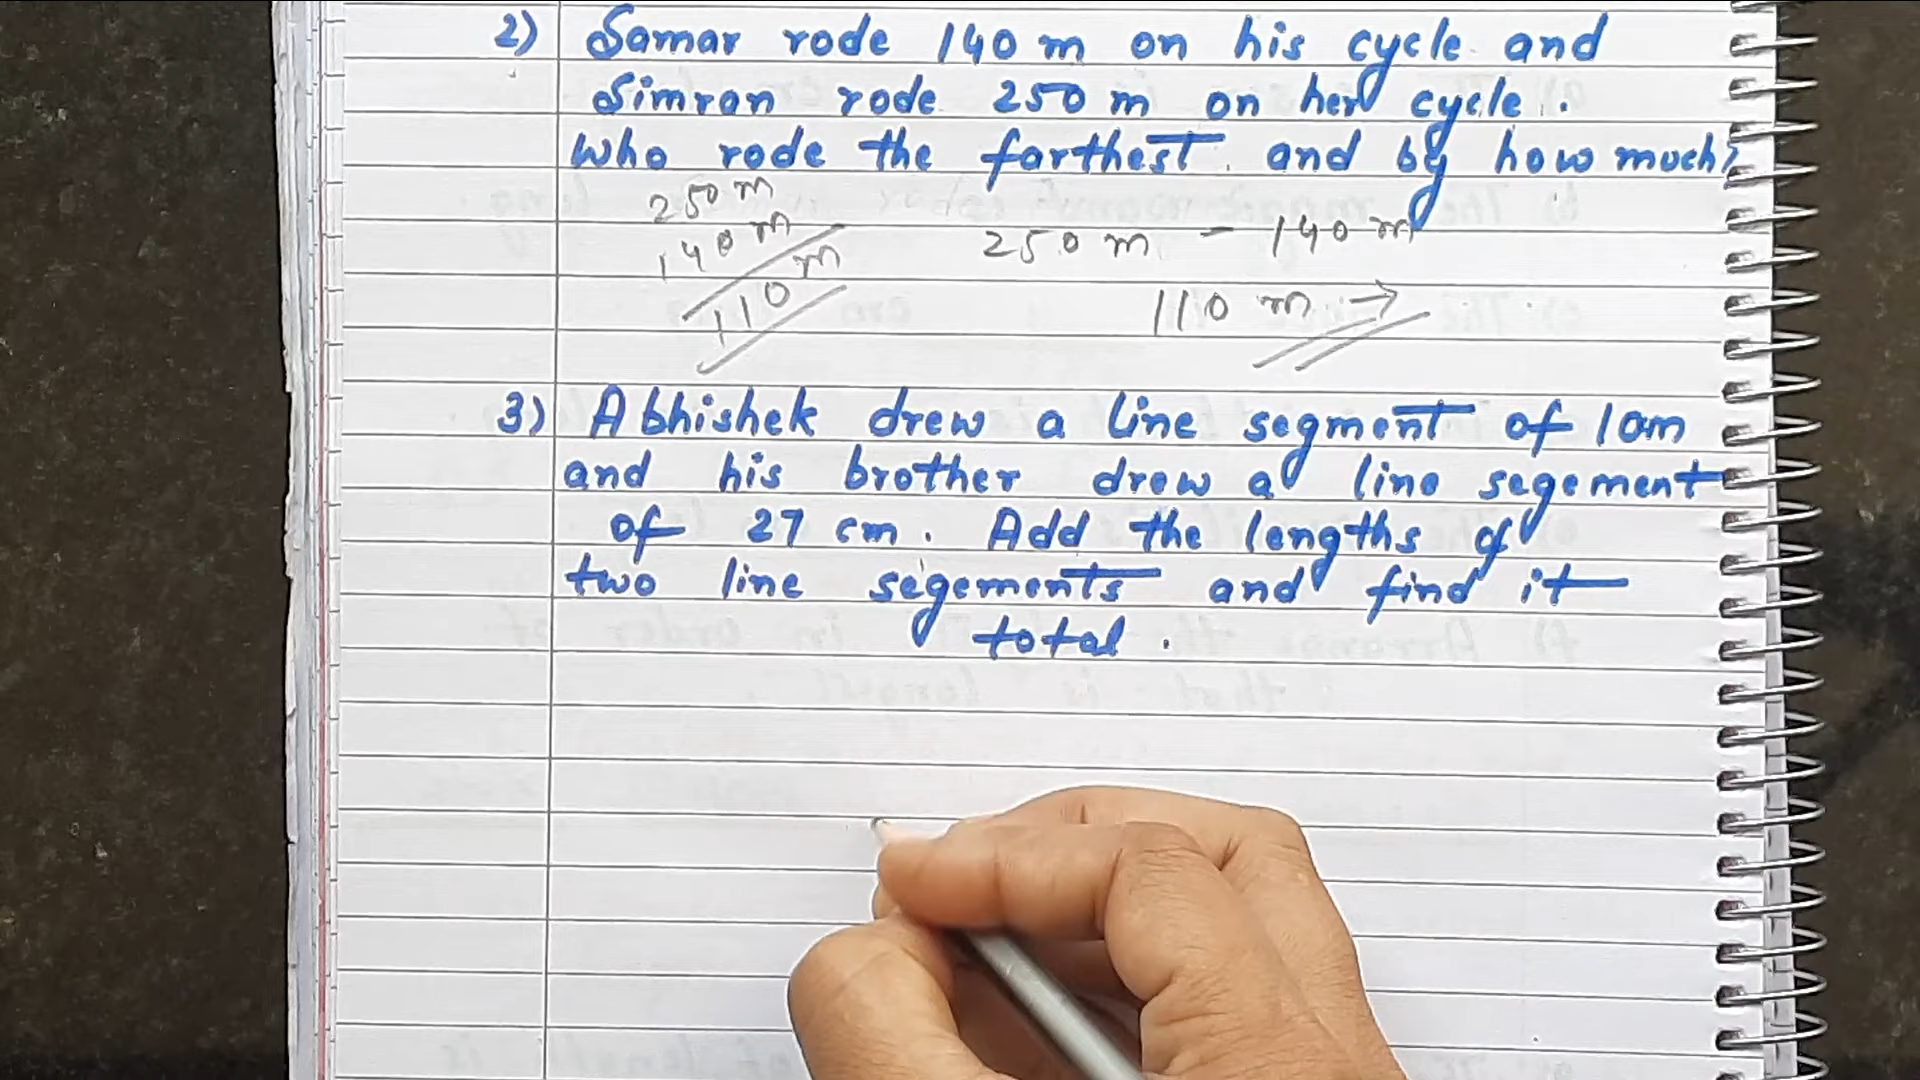 2) Samar rode 140 m on his cycle and
Simran rode 250 m on her cycle.
Who rode the farthest and by how much?
250 m
140 m
110 m
250 m - 140 m
110 m →
3) Abhishek drew a line segment of
and his brother drew a line segement
of 27 cm. Add the lengths of
two line segements and find it
total.